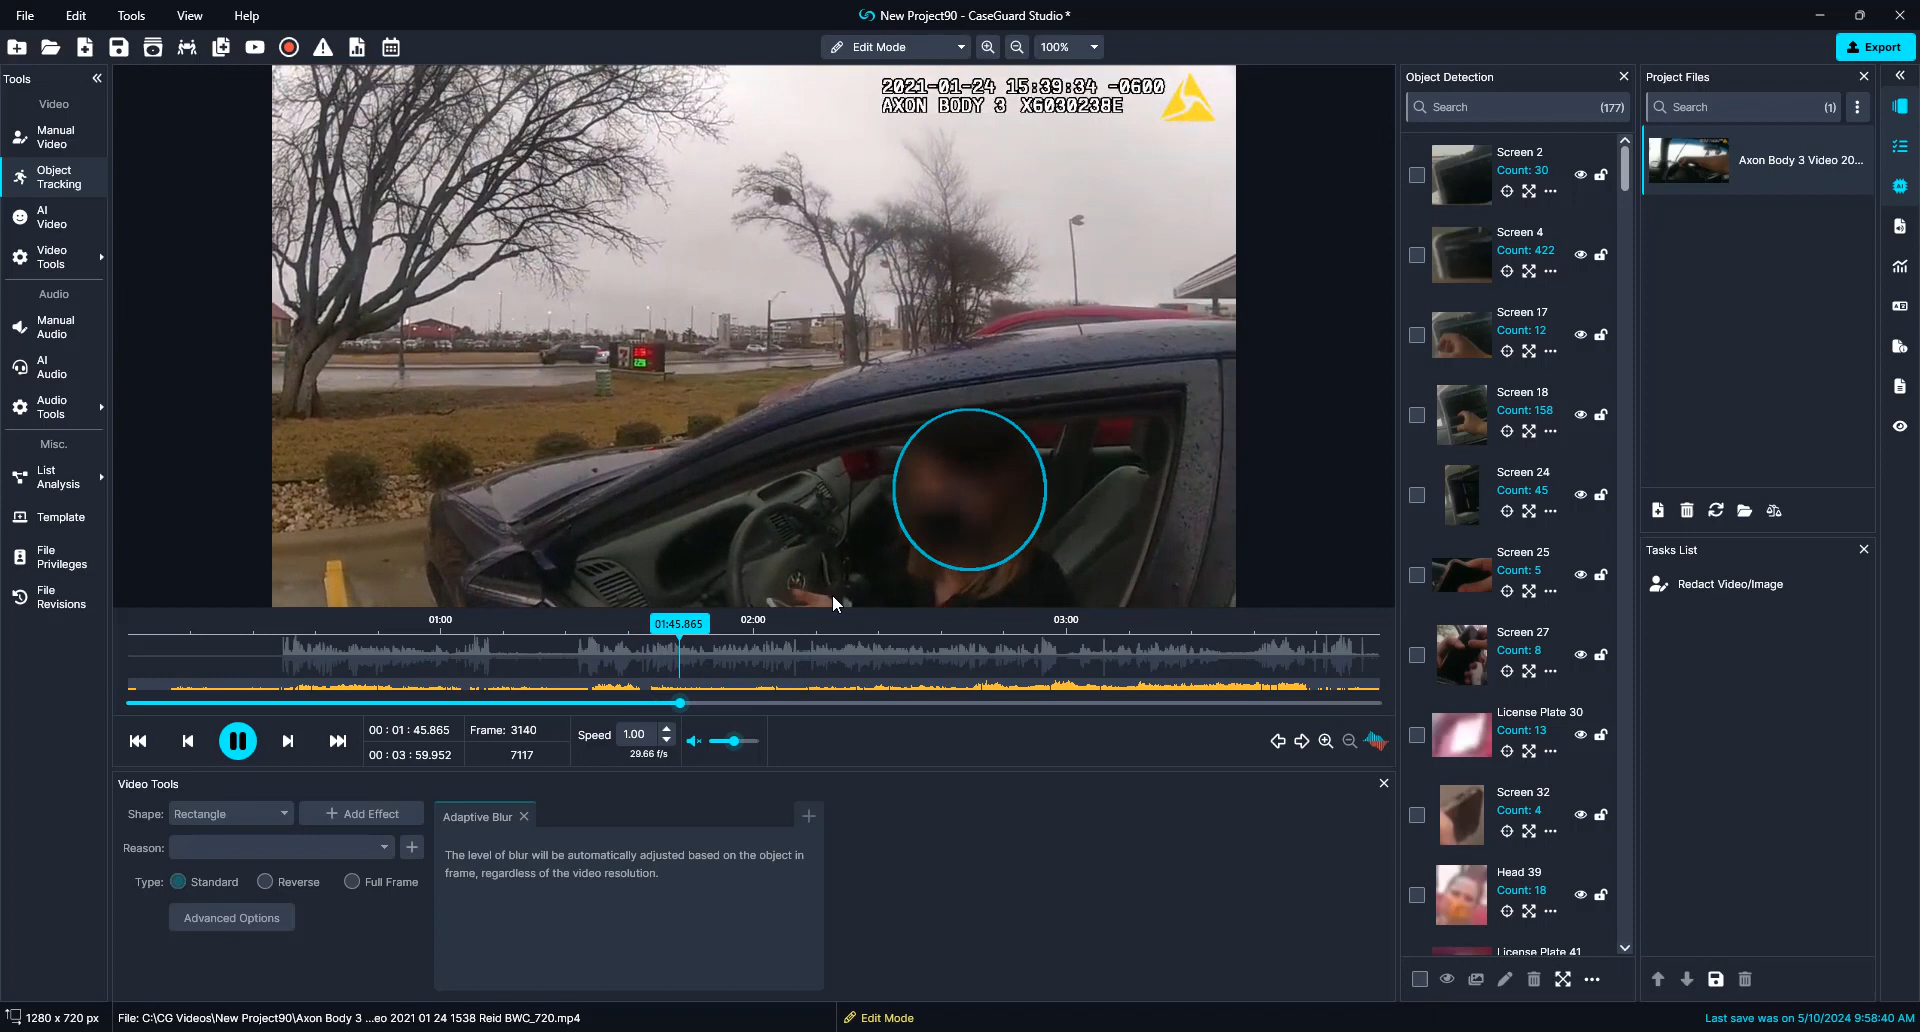 File Edit Tools View Help
New Project90 - CaseGuard Studio*
Edit Mode 100%
Export
Tools
Video
Manual Video
Object Tracking
AI Video
Video Tools
Audio
Manual Audio
AI Audio
Audio Tools
Misc.
List Analysis
Template
File Privileges
File Revisions
2021-01-24 15:39:34 -0600
AXON BODY 3 X6030238E
01:00 01:45.865 02:00 03:00
00 : 01 : 45.865 Frame: 3140
00 : 03 : 59.952 7117
Speed 1.00
29.66 f/s
Video Tools
Shape: Rectangle Add Effect
Reason:
Type: Standard Reverse Full Frame
Advanced Options
Adaptive Blur
The level of blur will be automatically adjusted based on the object in
frame, regardless of the video resolution.
Object Detection
Search (177)
Screen 2
Count: 30
Screen 4
Count: 422
Screen 17
Count: 12
Screen 18
Count: 158
Screen 24
Count: 45
Screen 25
Count: 5
Screen 27
Count: 8
License Plate 30
Count: 13
Screen 32
Count: 4
Head 39
Count: 18
License Plate 41
Project Files
Search (1)
Axon Body 3 Video 20...
Tasks List
Redact Video/Image
1280 x 720 px
File: C:\CG Videos\New Project90\Axon Body 3 ...eo 2021 01 24 1538 Reid BWC_720.mp4
Edit Mode
Last save was on 5/10/2024 9:58:40 AM